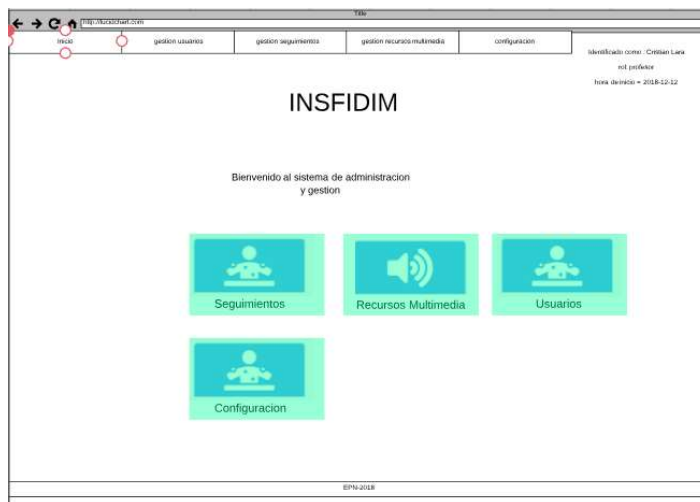 Title
http://lucidchart.com
Inicio
gestion usuarios
gestion seguimientos
gestion recursos multimedia
configuracion
Identificado como : Cristian Lara
rol: profesor
hora de inicio = 2018-12-12
INSFIDIM
Bienvenido al sistema de administracion
y gestion
Seguimientos
Recursos Multimedia
Usuarios
Configuracion
EPN-2018